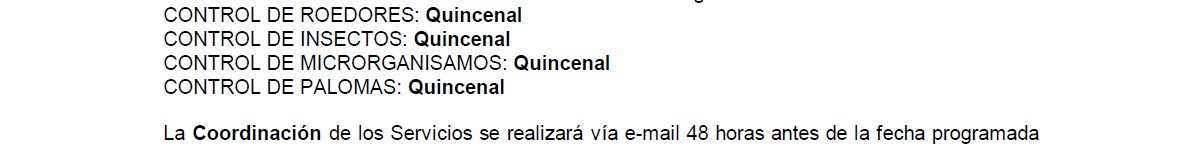 CONTROL DE ROEDORES: Quincenal
CONTROL DE INSECTOS: Quincenal
CONTROL DE MICRORGANISAMOS: Quincenal
CONTROL DE PALOMAS: Quincenal
La Coordinación de los Servicios se realizará vía e-mail 48 horas antes de la fecha programada